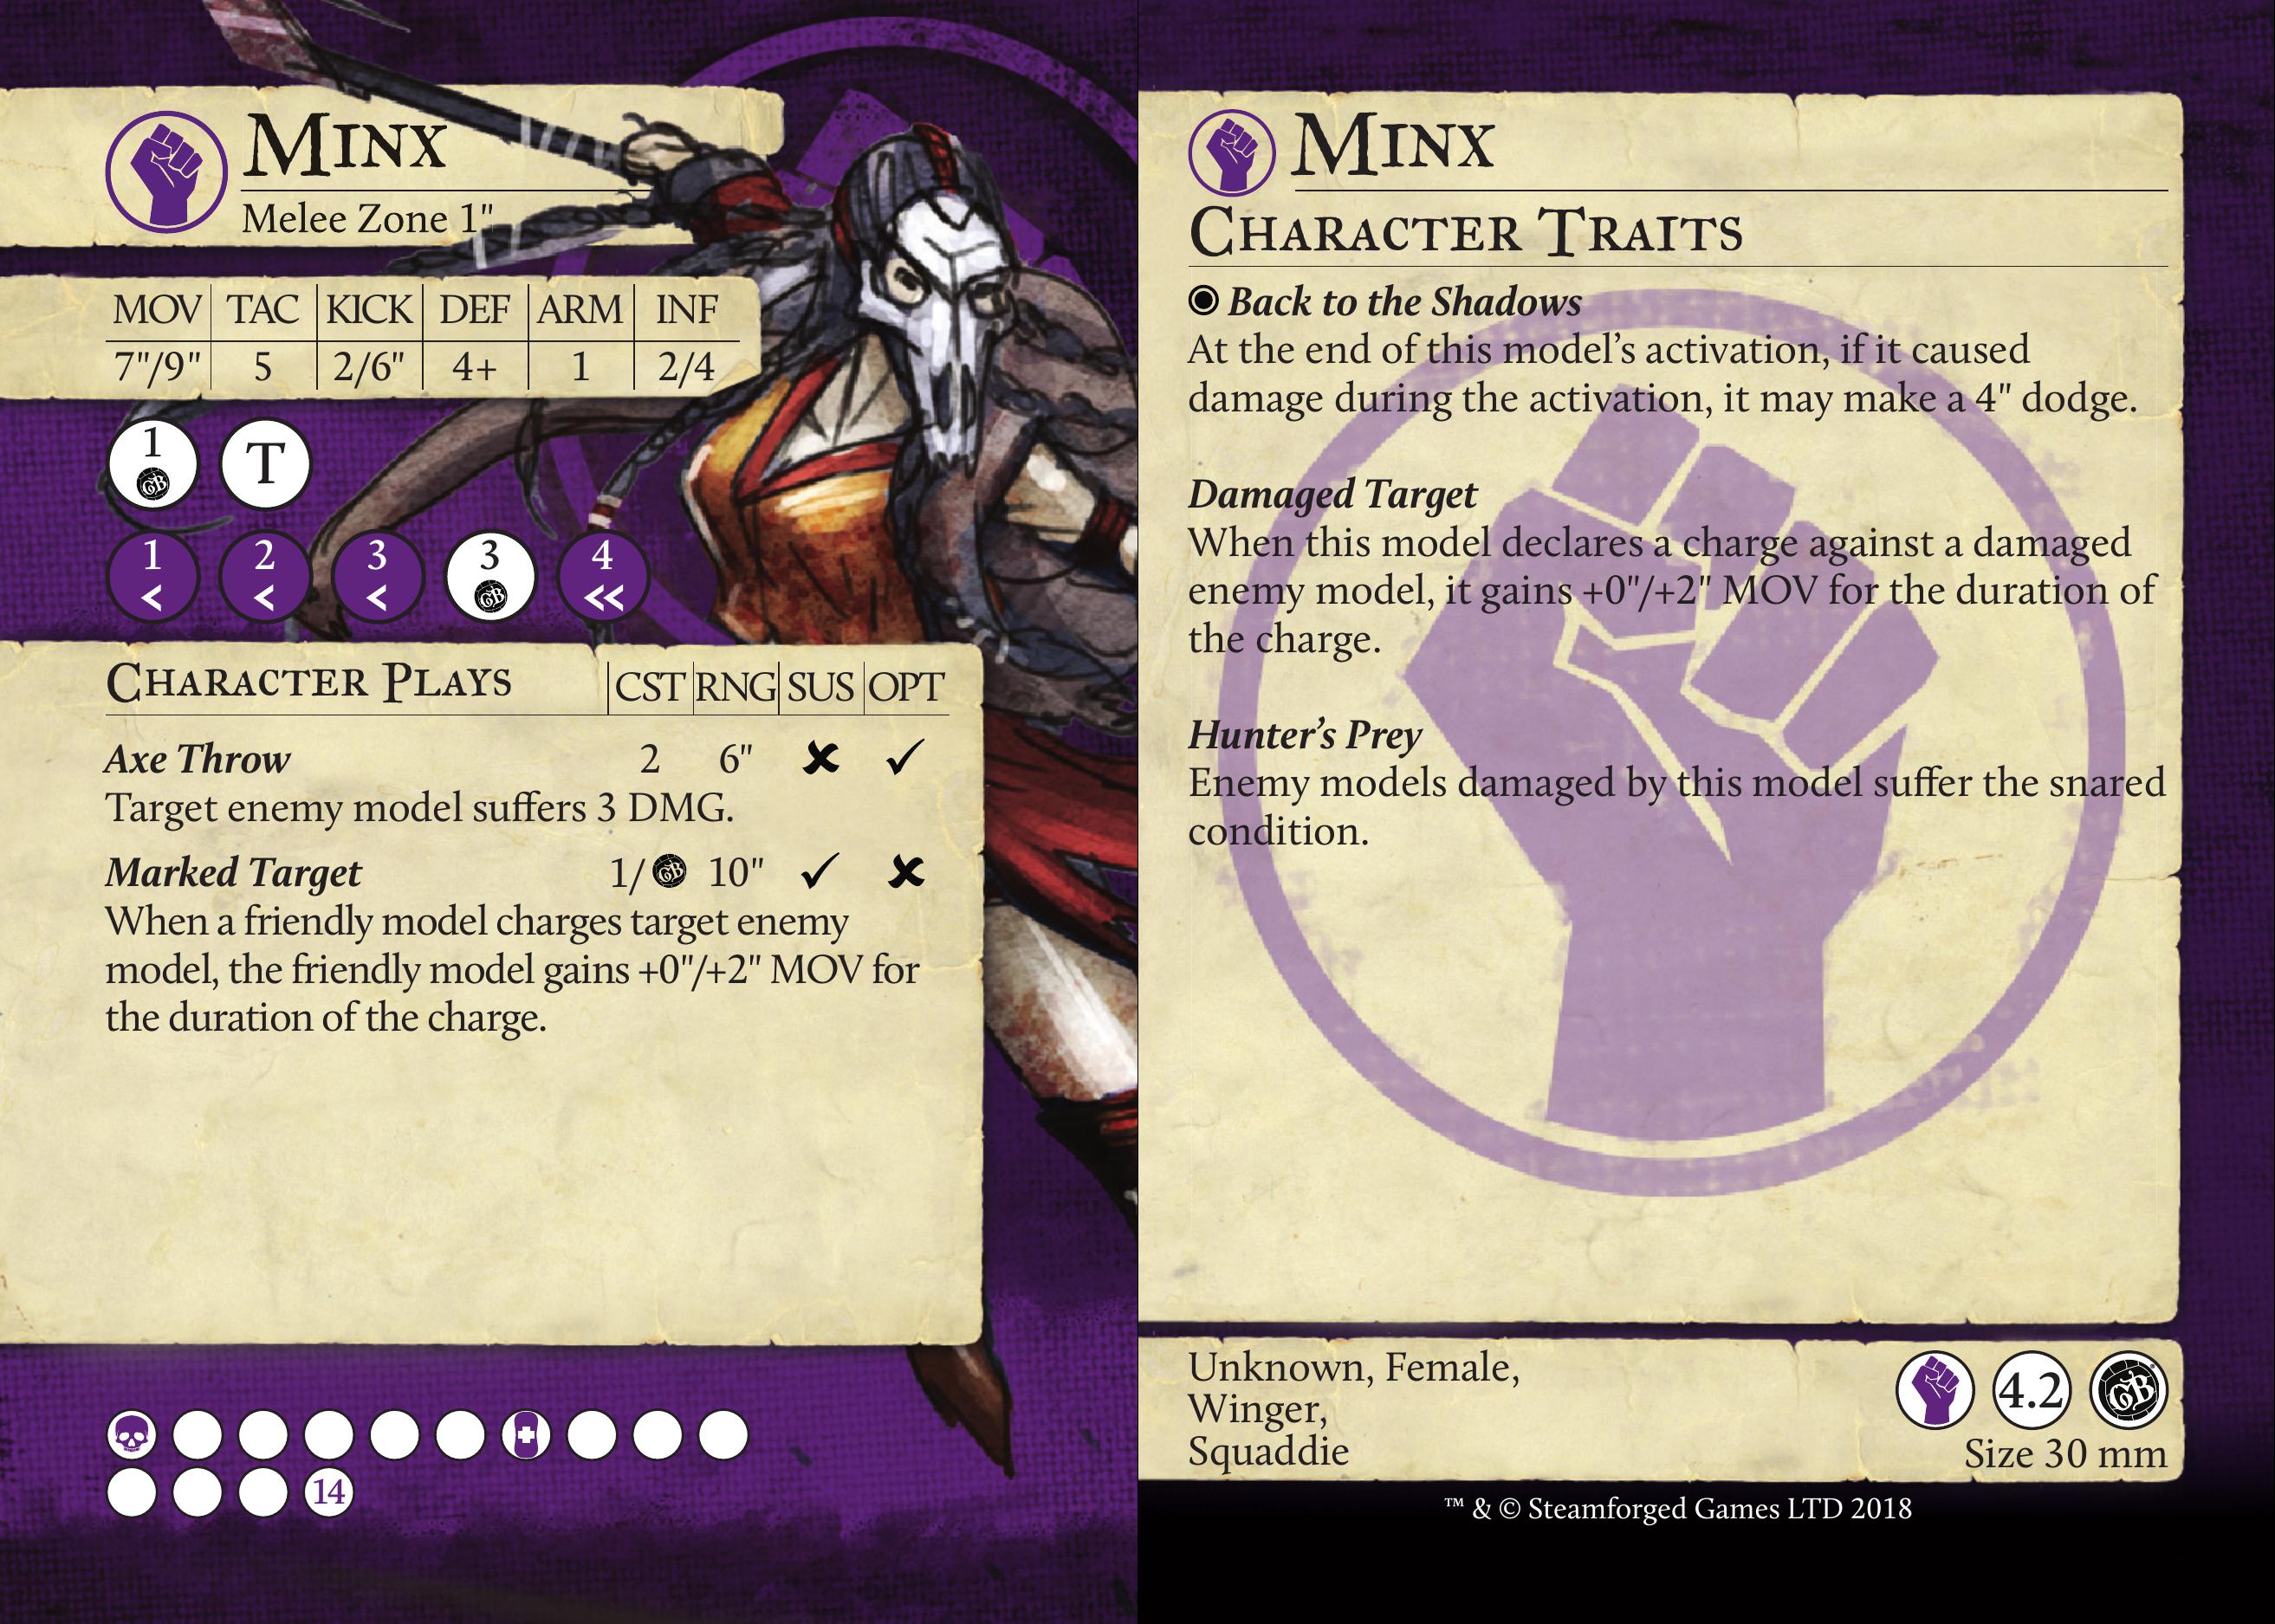 Minx
Melee Zone 1"
MOV TAC KICK DEF ARM INF
7"/9" 5 2/6" 4+ 1 2/4
1 T
GB
1 2 3 3 4
< < < GB <<
Character Plays CST RNG SUS OPT
Axe Throw 2 6" ✘ ✓
Target enemy model suffers 3 DMG.
Marked Target 1/GB 10" ✓ ✘
When a friendly model charges target enemy
model, the friendly model gains +0"/+2" MOV for
the duration of the charge.
14
Minx
Character Traits
Back to the Shadows
At the end of this model's activation, if it caused
damage during the activation, it may make a 4" dodge.
Damaged Target
When this model declares a charge against a damaged
enemy model, it gains +0"/+2" MOV for the duration of
the charge.
Hunter's Prey
Enemy models damaged by this model suffer the snared
condition.
Unknown, Female,
Winger,
Squaddie
4.2 GB
Size 30 mm
™ & © Steamforged Games LTD 2018